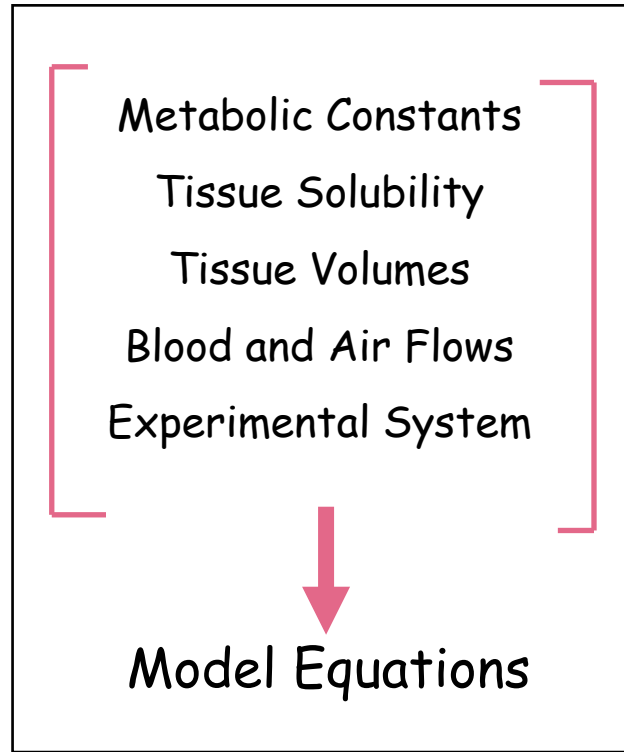 Metabolic Constants
Tissue Solubility
Tissue Volumes
Blood and Air Flows
Experimental System
Model Equations